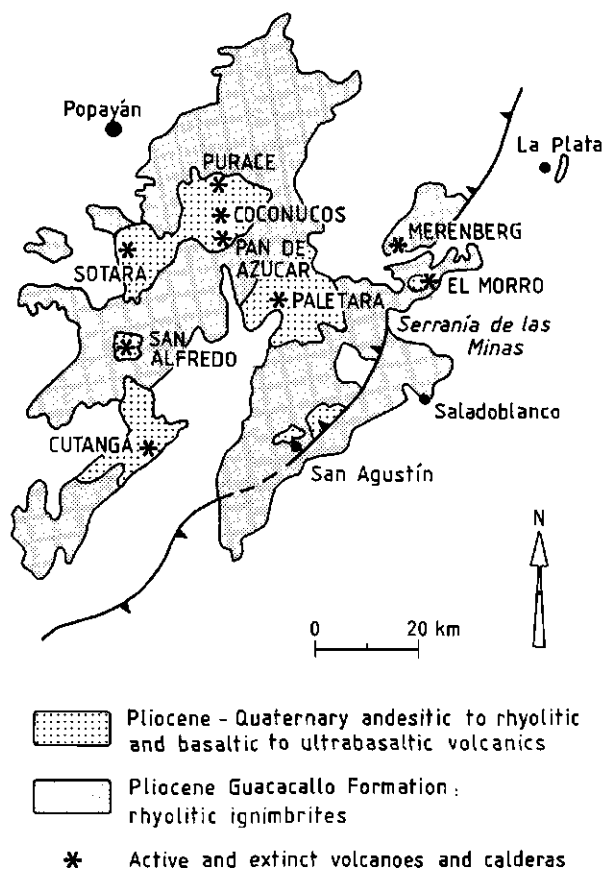 Popayán
La Plata
PURACE
COCONUCOS
PAN DE
AZUCAR
MERENBERG
SOTARA
EL MORRO
PALETARA
Serranía de las
Minas
SAN
ALFREDO
Saladoblanco
CUTANGA
San Agustín
N
0 20 km
Pliocene - Quaternary andesitic to rhyolitic
and basaltic to ultrabasaltic volcanics
Pliocene Guacacallo Formation:
rhyolitic ignimbrites
* Active and extinct volcanoes and calderas